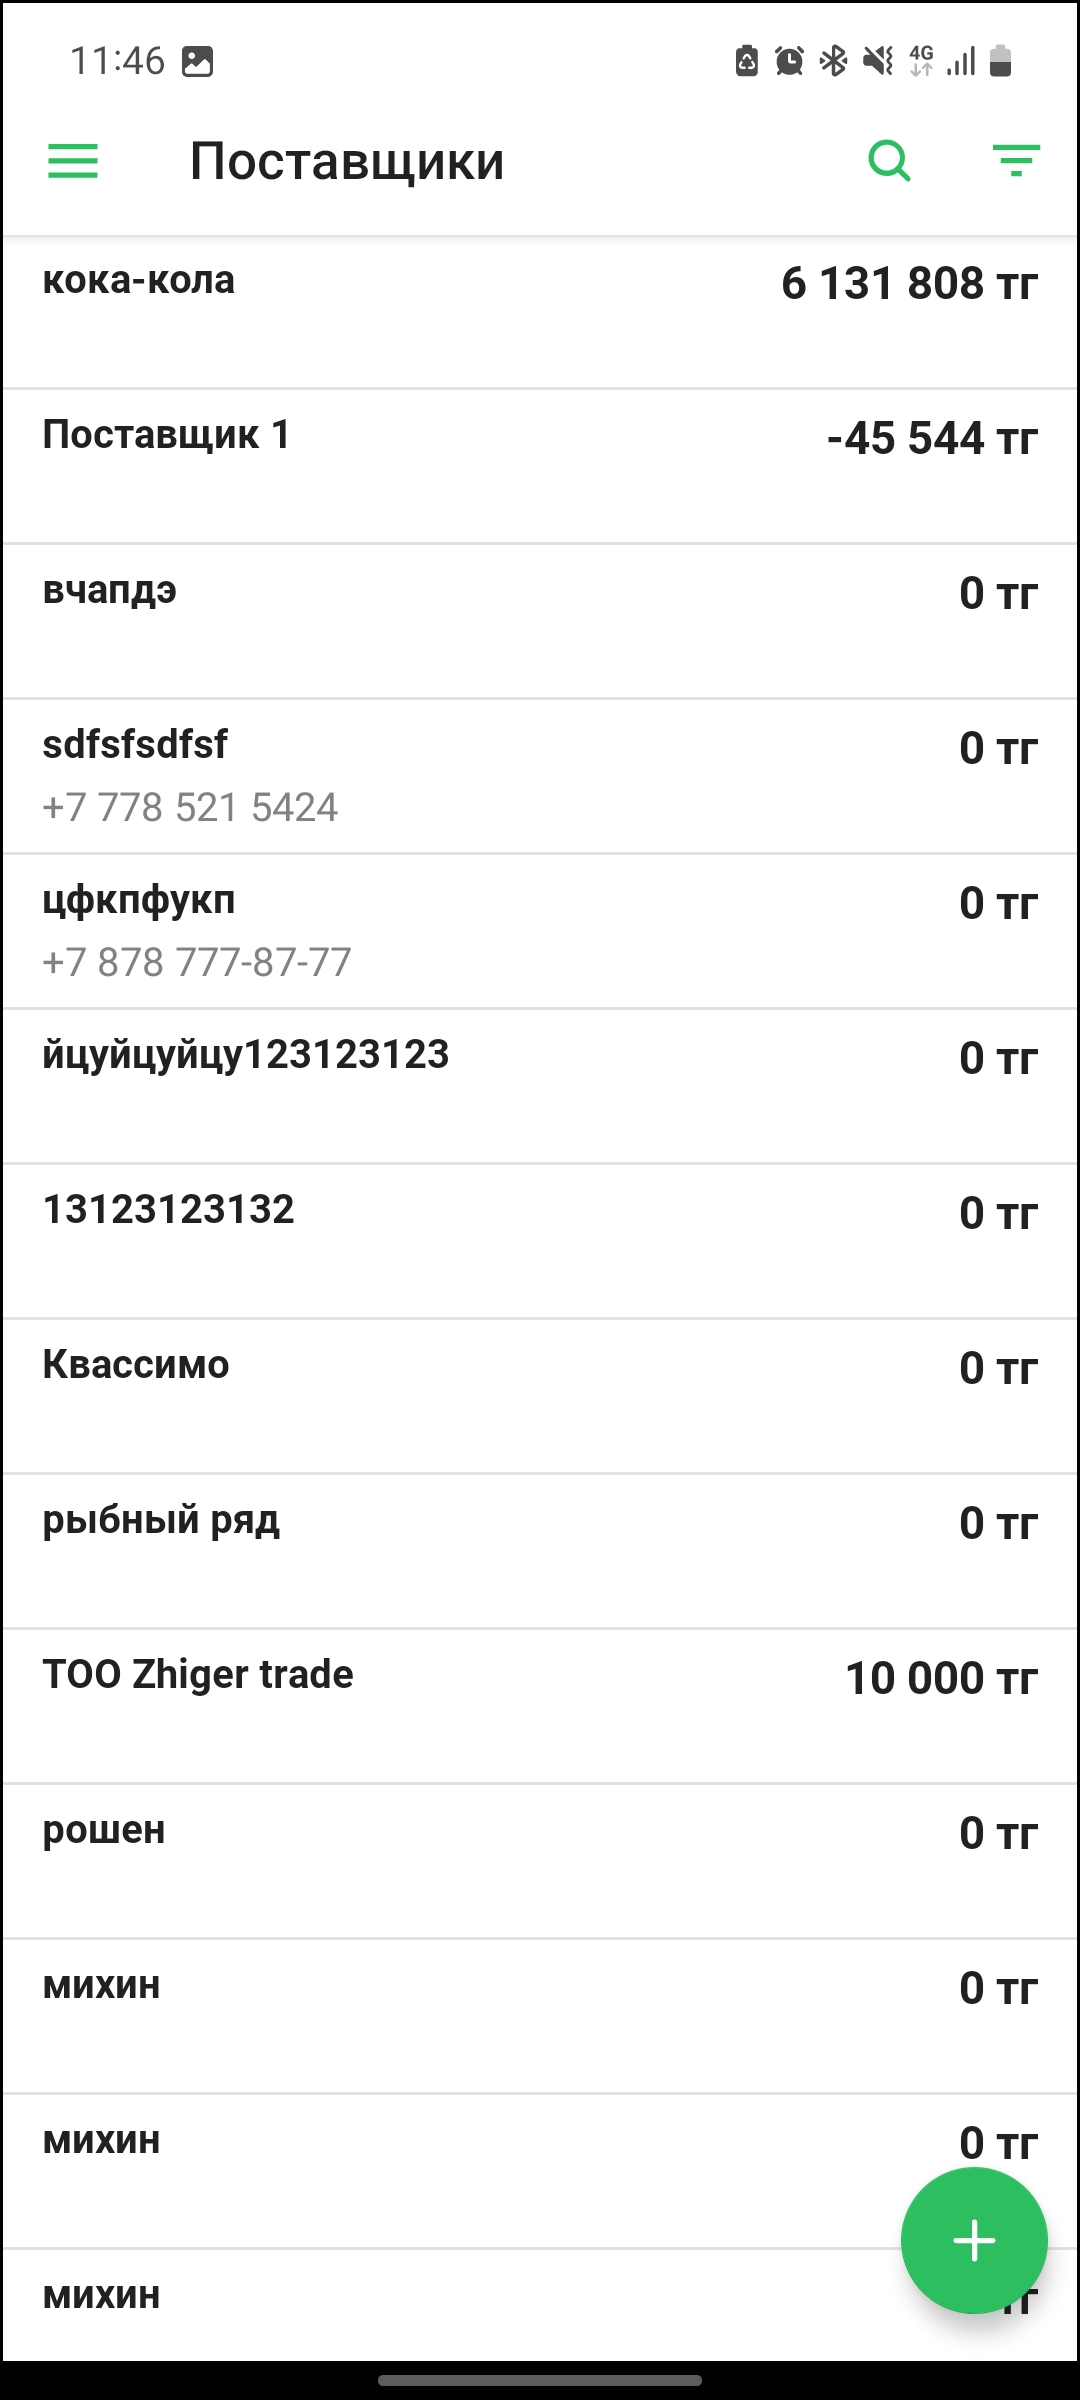 11:46
4G
Поставщики
кока-кола
6 131 808 тг
Поставщик 1
-45 544 тг
вчапдэ
0 тг
sdfsfsdfsf
0 тг
+7 778 521 5424
цфкпфукп
0 тг
+7 878 777-87-77
йцуйцуйцу123123123
0 тг
13123123132
0 тг
Квассимо
0 тг
рыбный ряд
0 тг
ТОО Zhiger trade
10 000 тг
рошен
0 тг
михин
0 тг
михин
0 тг
михин